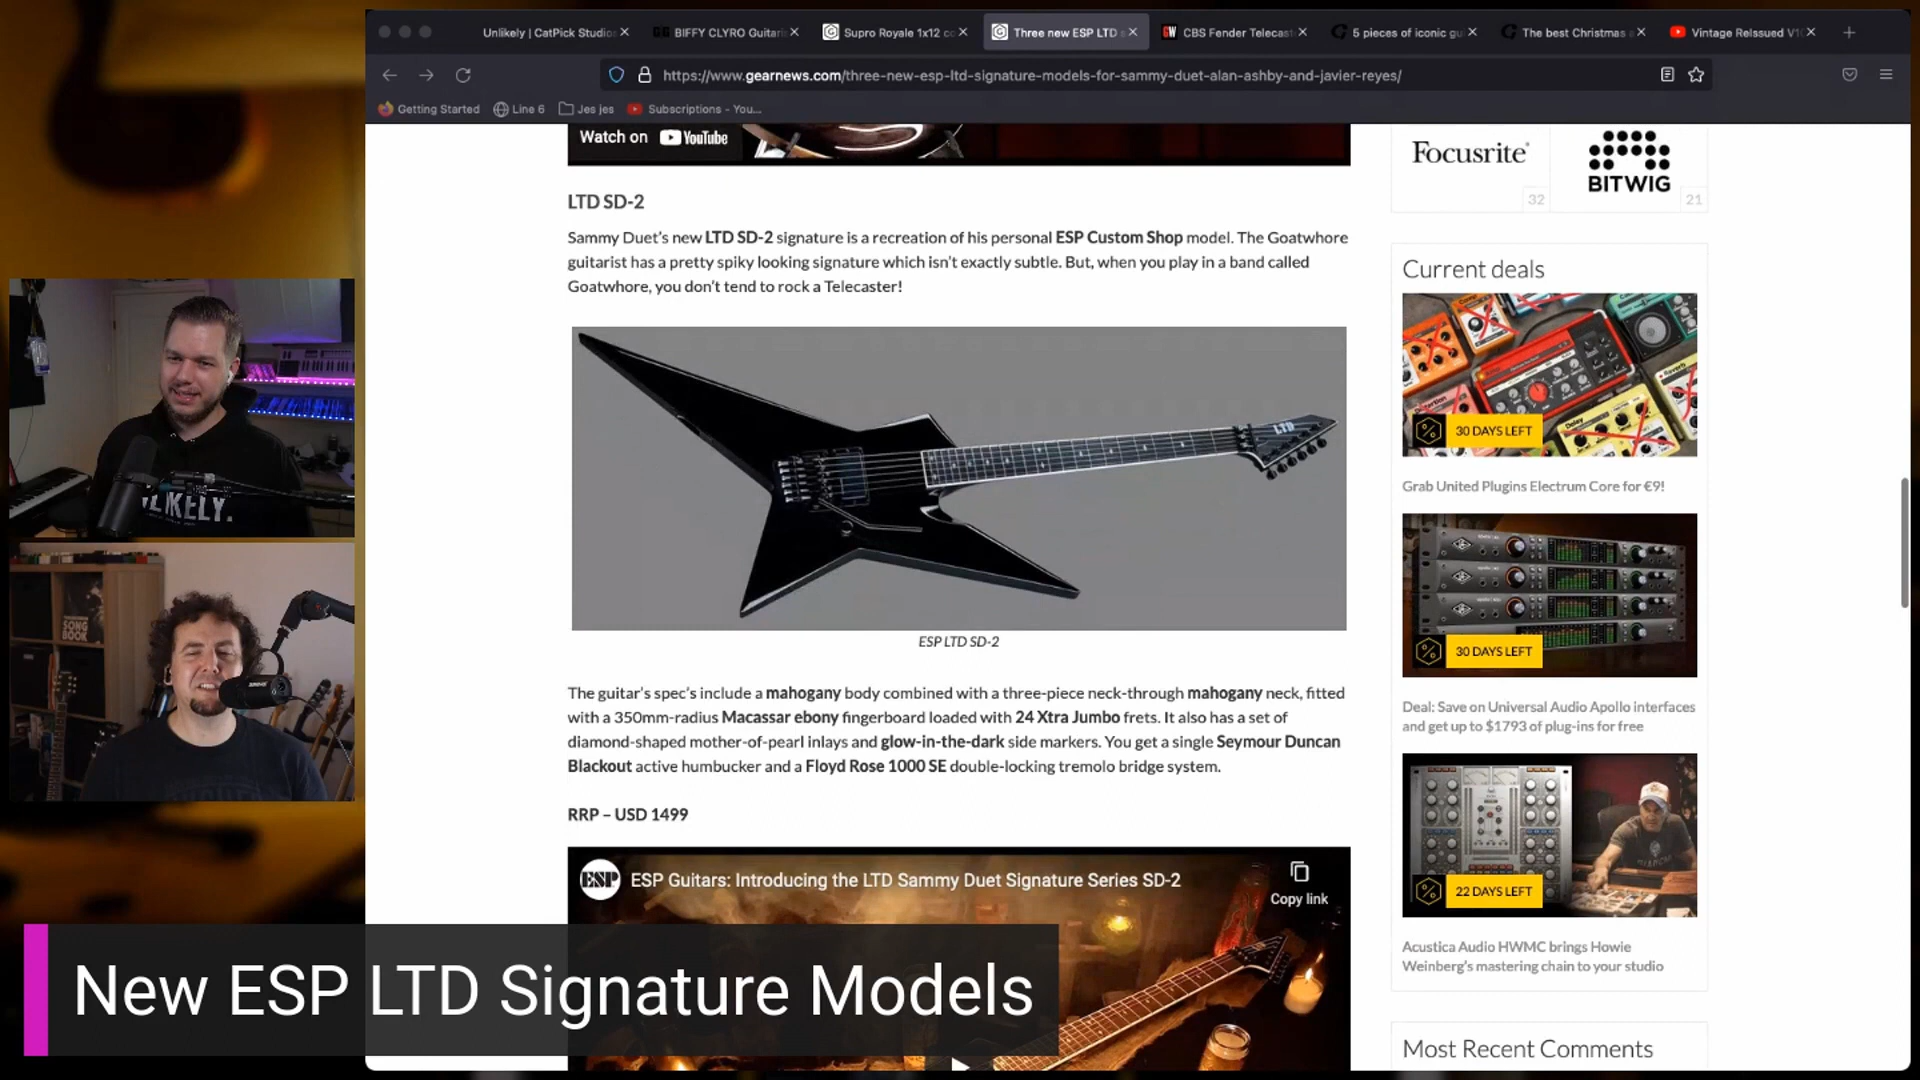 Unlikely | CatPick Studio
BIFFY CLYRO Guitari
Supro Royale 1x12 co
Three new ESP LTD s
CBS Fender Telecast
5 pieces of iconic gu
The best Christmas a
Vintage ReIssued V1
https://www.gearnews.com/three-new-esp-ltd-signature-models-for-sammy-duet-alan-ashby-and-javier-reyes/
Getting Started
Line 6
Jes jes
Subscriptions - You...
Watch on YouTube
LTD SD-2
Sammy Duet's new LTD SD-2 signature is a recreation of his personal ESP Custom Shop model. The Goatwhore
guitarist has a pretty spiky looking signature which isn't exactly subtle. But, when you play in a band called
Goatwhore, you don't tend to rock a Telecaster!
LTD
ESP LTD SD-2
The guitar's spec's include a mahogany body combined with a three-piece neck-through mahogany neck, fitted
with a 350mm-radius Macassar ebony fingerboard loaded with 24 Xtra Jumbo frets. It also has a set of
diamond-shaped mother-of-pearl inlays and glow-in-the-dark side markers. You get a single Seymour Duncan
Blackout active humbucker and a Floyd Rose 1000 SE double-locking tremolo bridge system.
RRP – USD 1499
ESP
ESP Guitars: Introducing the LTD Sammy Duet Signature Series SD-2
Copy link
Focusrite
32
BITWIG
21
Current deals
30 DAYS LEFT
Grab United Plugins Electrum Core for €9!
30 DAYS LEFT
Deal: Save on Universal Audio Apollo interfaces
and get up to $1793 of plug-ins for free
22 DAYS LEFT
Acustica Audio HWMC brings Howie
Weinberg's mastering chain to your studio
Most Recent Comments
SONG
BOOK
New ESP LTD Signature Models